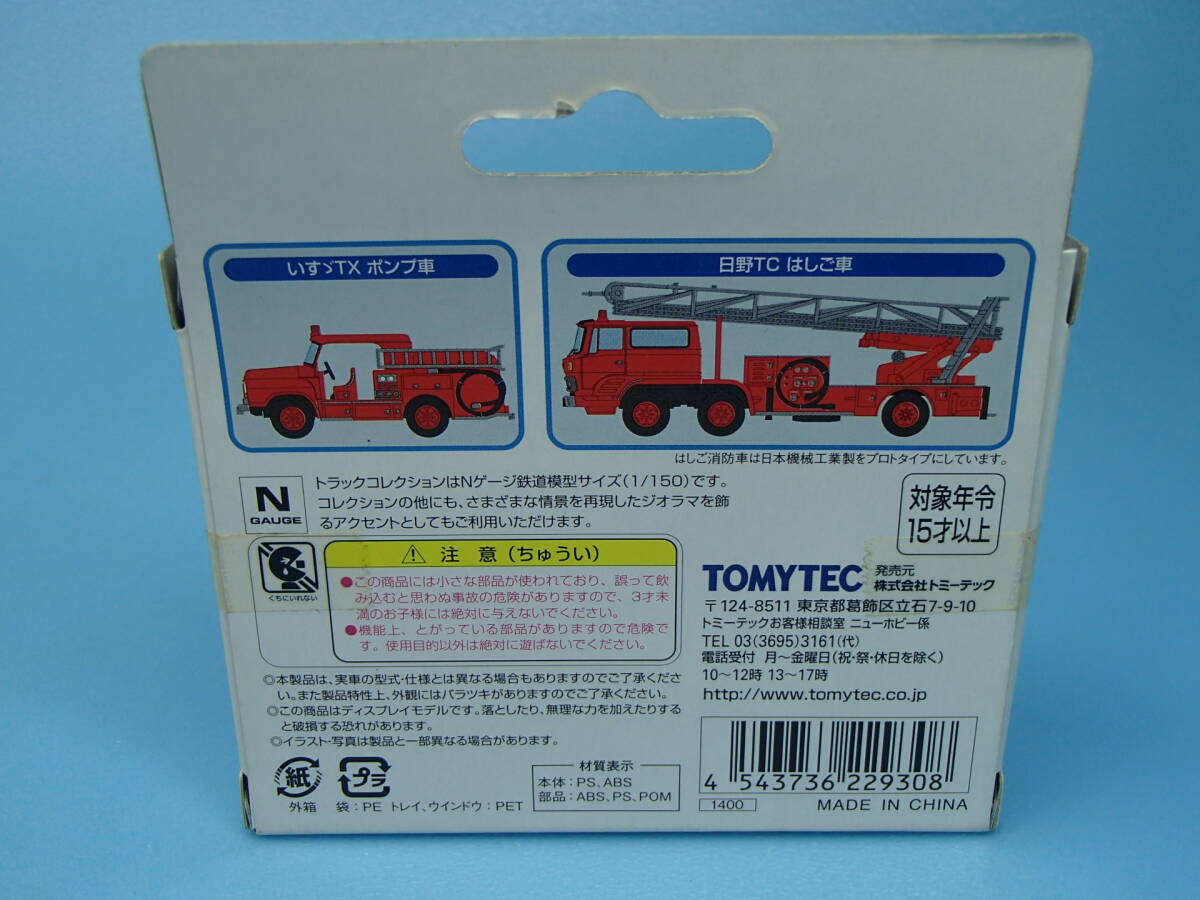 いすゞTX ポンプ車
日野TC はしご車
はしご消防車は日本機械工業製をプロトタイプにしています。
N
GAUGE
トラックコレクションはNゲージ鉄道模型サイズ(1/150)です。
コレクションの他にも、さまざまな情景を再現したジオラマを飾
るアクセントとしてもご利用いただけます。
対象年令
15才以上
くちにいれない
注 意(ちゅうい)
●この商品には小さな部品が使われており、誤って飲
み込むと思わぬ事故の危険がありますので、3才未
満のお子様には絶対に与えないでください。
●機能上、とがっている部品がありますので危険で
す。使用目的以外は絶対に遊ばないでください。
TOMYTEC
発売元
株式会社トミーテック
〒124-8511 東京都葛飾区立石7-9-10
トミーテックお客様相談室 ニューホビー係
TEL 03(3695)3161(代)
電話受付 月〜金曜日(祝・祭・休日を除く)
10〜12時 13〜17時
http://www.tomytec.co.jp
◎本製品は、実車の型式・仕様とは異なる場合もありますのでご了承くださ
い。また製品特性上、外観にはバラツキがありますのでご了承ください。
◎この商品はディスプレイモデルです。落としたり、無理な力を加えたりする
と破損する恐れがあります。
◎イラスト・写真は製品と一部異なる場合があります。
紙
外箱
プラ
袋:PE トレイ、ウインドウ:PET
材質表示
本体:PS、ABS
部品:ABS、PS、POM
4 543736 229308
1400
MADE IN CHINA